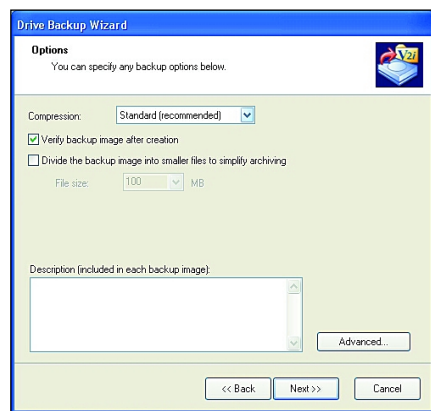 Drive Backup Wizard
Options
You can specify any backup options below.
V2i
Compression: Standard (recommended)
Verify backup image after creation
Divide the backup image into smaller files to simplify archiving
File size: 100 MB
Description (included in each backup image):
Advanced...
<< Back Next >> Cancel